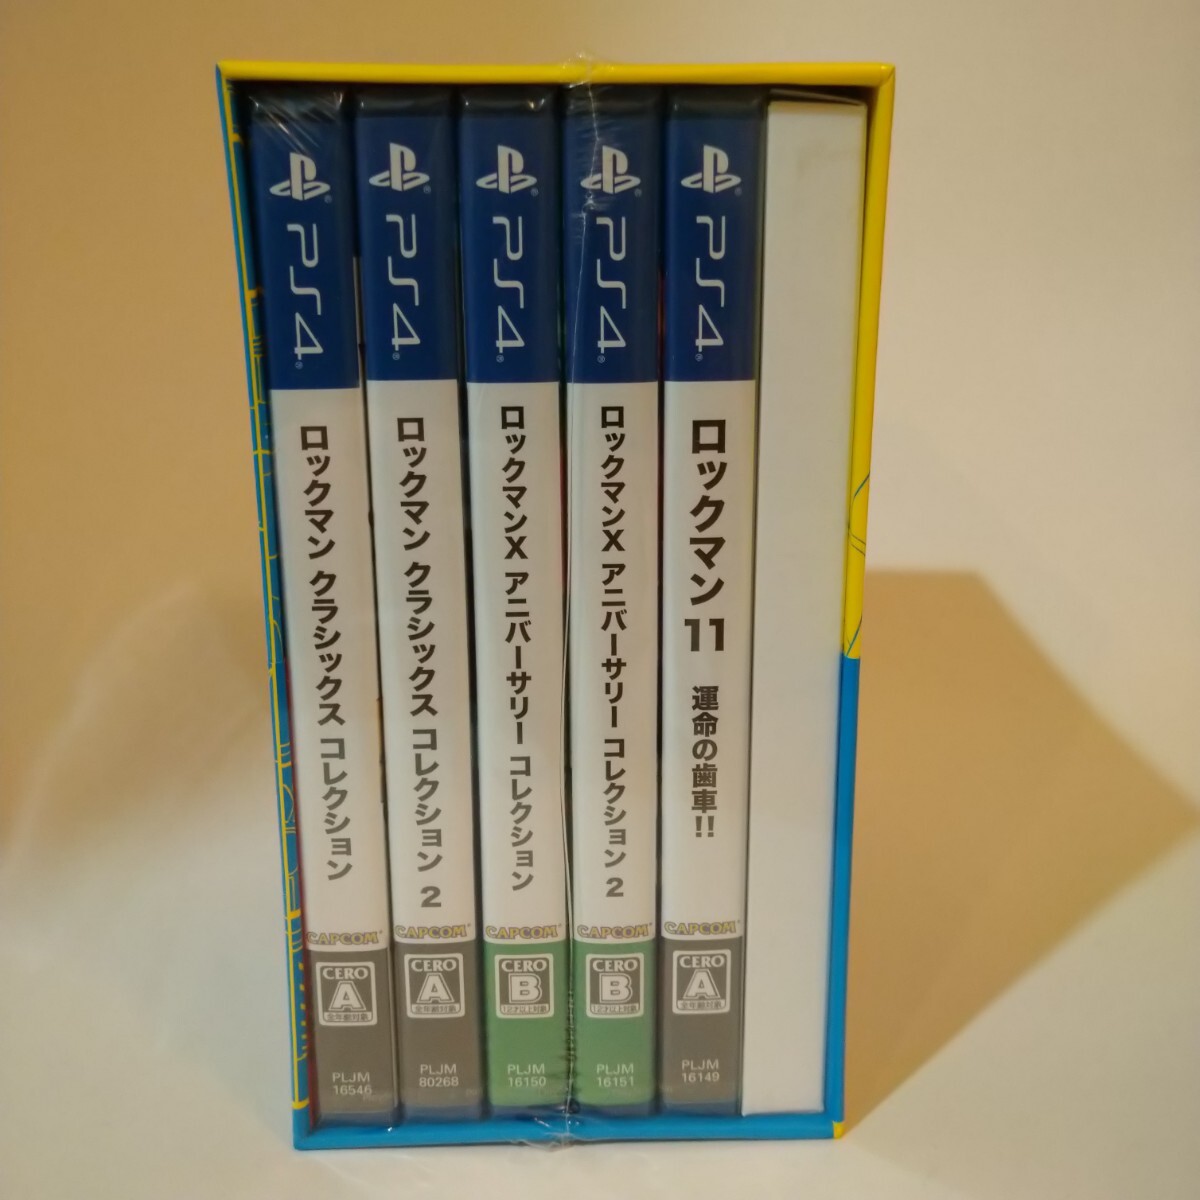 PS4
ロックマン クラシックス コレクション
CAPCOM
CERO
A
全年齢対象
PLJM
16546
PS4
ロックマン クラシックス コレクション 2
CAPCOM
CERO
A
全年齢対象
PLJM
80268
PS4
ロックマンX アニバーサリー コレクション
CAPCOM
CERO
B
12才以上対象
PLJM
16150
PS4
ロックマンX アニバーサリー コレクション 2
CAPCOM
CERO
B
12才以上対象
PLJM
16151
PS4
ロックマン 11 運命の歯車!!
CAPCOM
CERO
A
全年齢対象
PLJM
16149